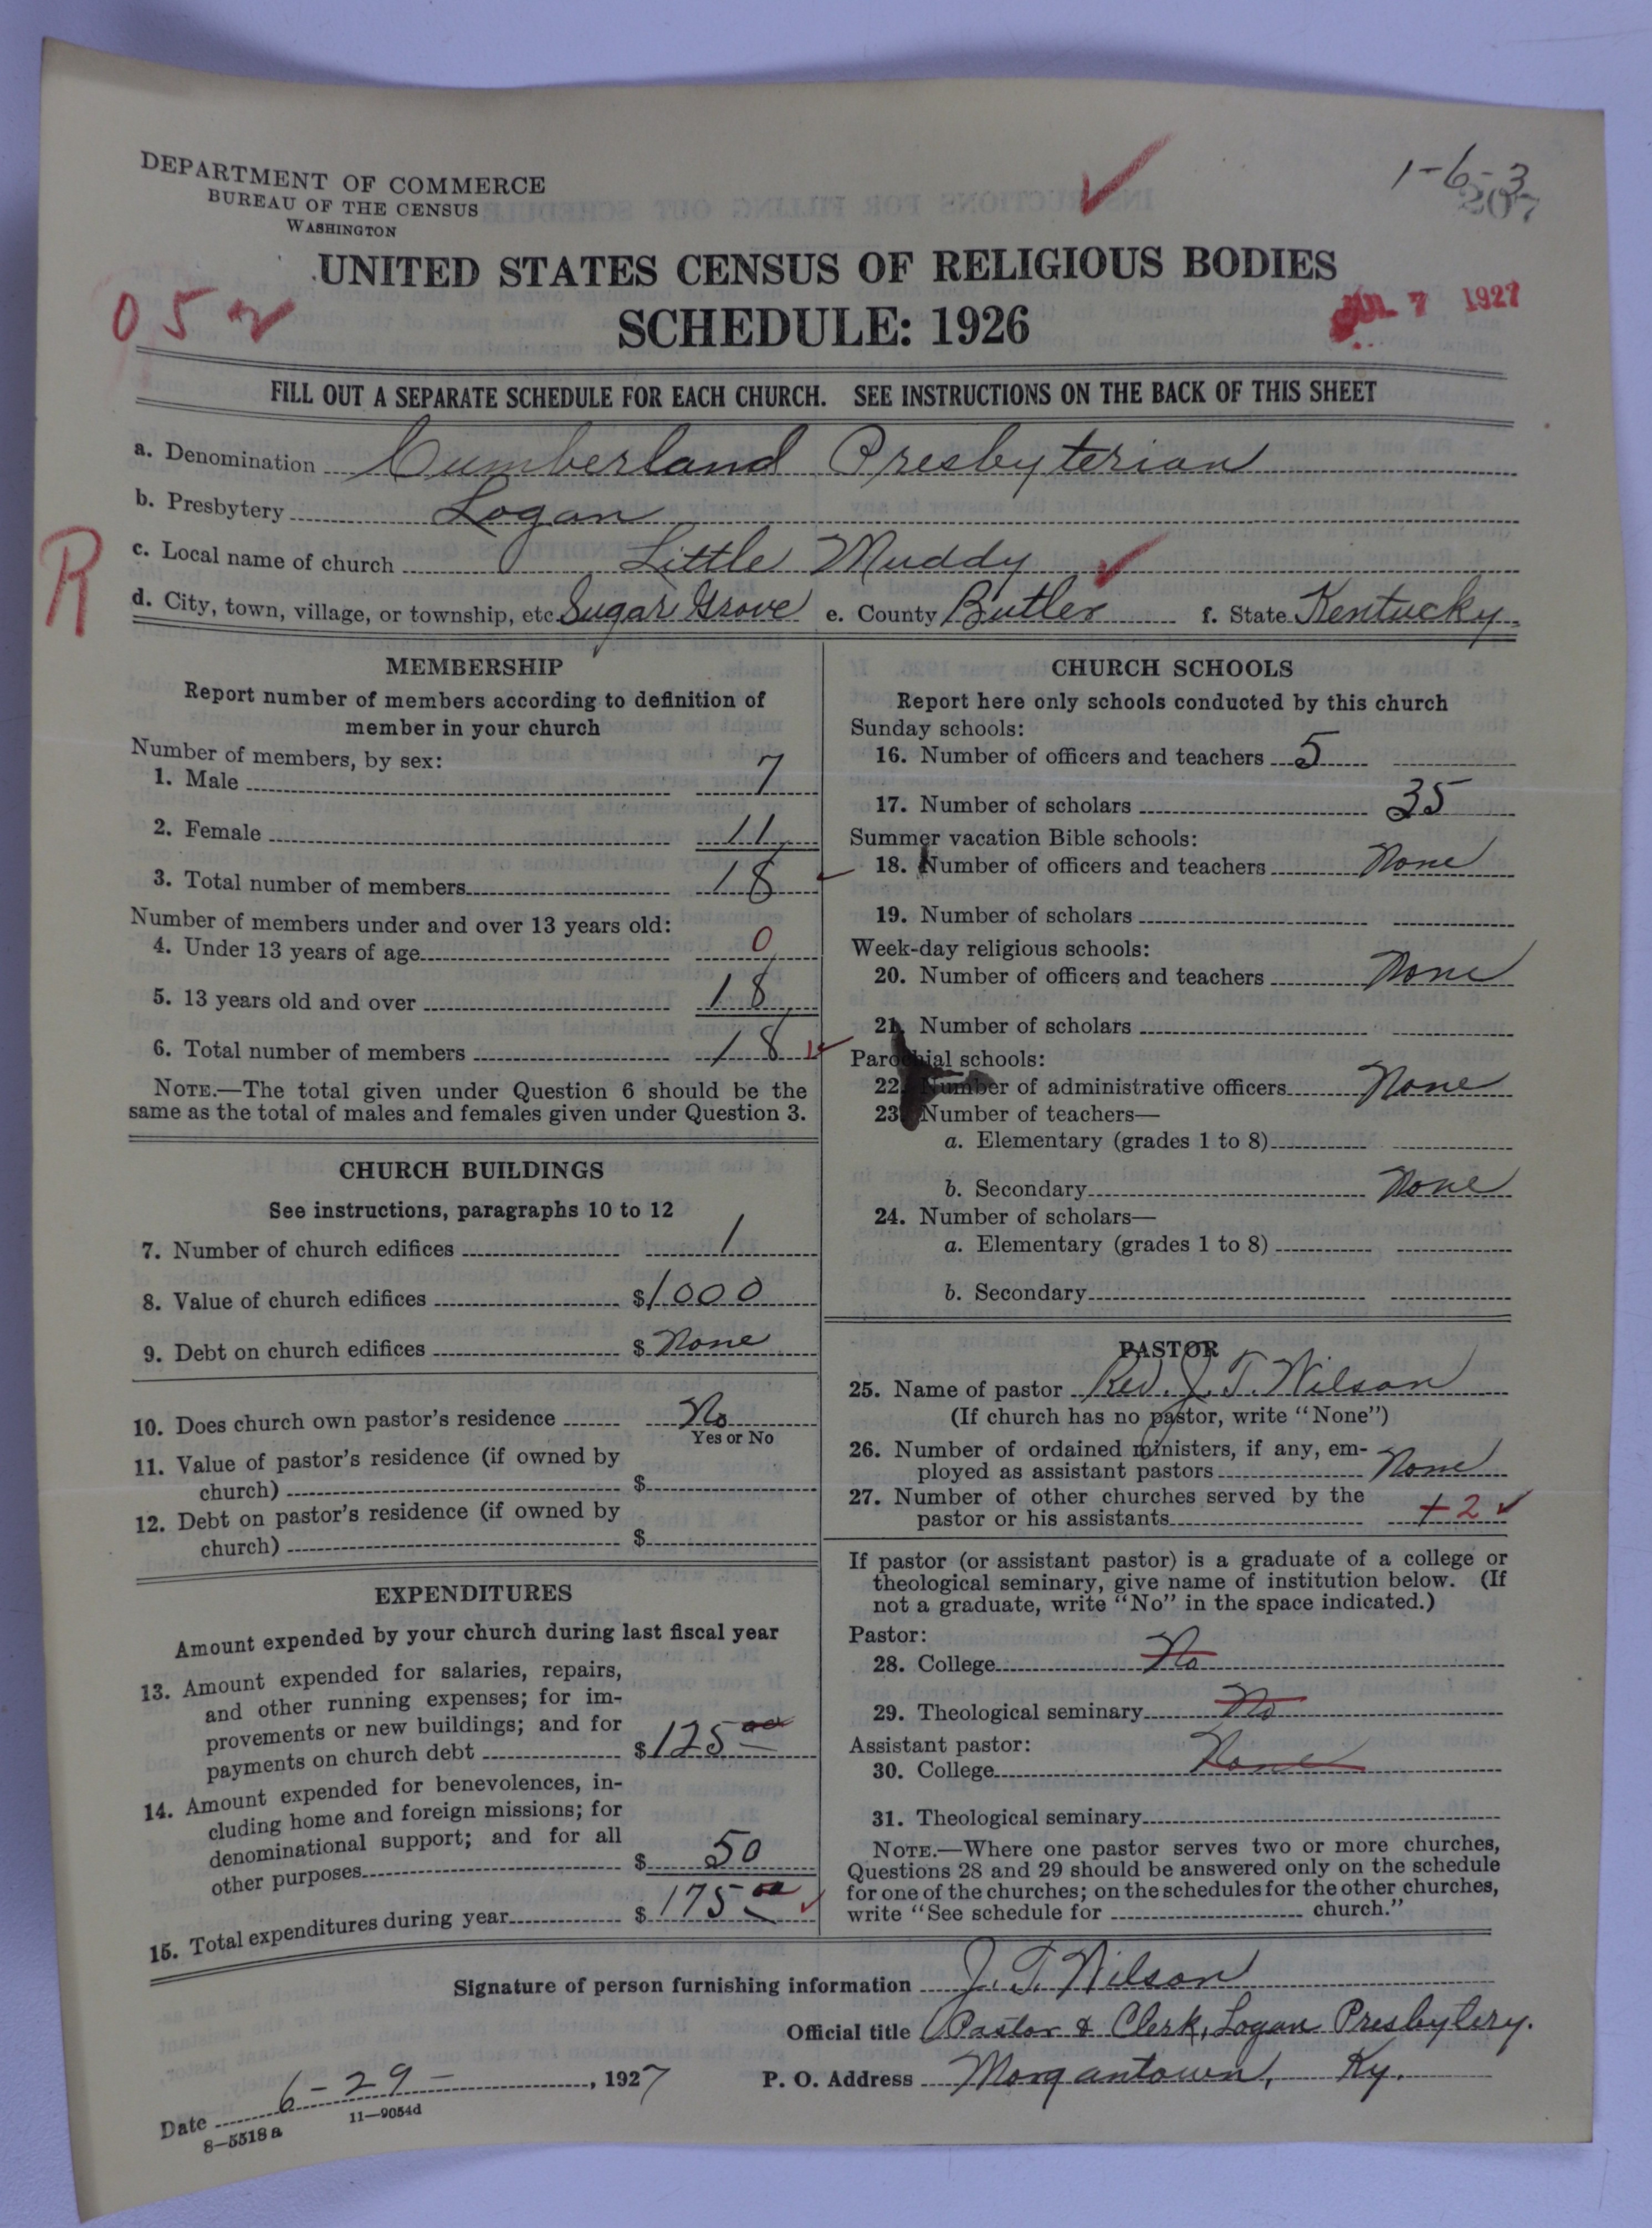 DEPARTMENT OF COMMERCE
BUREAU OF THE CENSUS
WASHINGTON
1-6-3
207
UNITED STATES CENSUS OF RELIGIOUS BODIES
SCHEDULE: 1926
JUL 7 1927
FILL OUT A SEPARATE SCHEDULE FOR EACH CHURCH. SEE INSTRUCTIONS ON THE BACK OF THIS SHEET
a. Denomination Cumberland Presbyterian
b. Presbytery Logan
R
c. Local name of church Little Muddy
d. City, town, village, or township, etc. Sugar Grove e. County Butler f. State Kentucky.
MEMBERSHIP
Report number of members according to definition of
member in your church
Number of members, by sex:
1. Male 7
2. Female 11
3. Total number of members 18
Number of members under and over 13 years old:
4. Under 13 years of age 0
5. 13 years old and over 18
6. Total number of members 18
NOTE.—The total given under Question 6 should be the
same as the total of males and females given under Question 3.
CHURCH BUILDINGS
See instructions, paragraphs 10 to 12
7. Number of church edifices 1
8. Value of church edifices $1000
9. Debt on church edifices $ None
10. Does church own pastor's residence No
Yes or No
11. Value of pastor's residence (if owned by
church) $
12. Debt on pastor's residence (if owned by
church) $
EXPENDITURES
Amount expended by your church during last fiscal year
13. Amount expended for salaries, repairs,
and other running expenses; for im-
provements or new buildings; and for
payments on church debt $125 00
14. Amount expended for benevolences, in-
cluding home and foreign missions; for
denominational support; and for all
other purposes $ 50
15. Total expenditures during year $ 175 00
CHURCH SCHOOLS
Report here only schools conducted by this church
Sunday schools:
16. Number of officers and teachers 5
17. Number of scholars 35
Summer vacation Bible schools:
18. Number of officers and teachers None
19. Number of scholars
Week-day religious schools:
20. Number of officers and teachers None
21. Number of scholars
Parochial schools:
22. Number of administrative officers None
23. Number of teachers—
a. Elementary (grades 1 to 8)
b. Secondary None
24. Number of scholars—
a. Elementary (grades 1 to 8)
b. Secondary
PASTOR
25. Name of pastor Rev. J. T. Wilson
(If church has no pastor, write "None")
26. Number of ordained ministers, if any, em-
ployed as assistant pastors None
27. Number of other churches served by the
pastor or his assistants +2
If pastor (or assistant pastor) is a graduate of a college or
theological seminary, give name of institution below. (If
not a graduate, write "No" in the space indicated.)
Pastor:
28. College No
29. Theological seminary No
Assistant pastor:
30. College None
31. Theological seminary
NOTE.—Where one pastor serves two or more churches,
Questions 28 and 29 should be answered only on the schedule
for one of the churches; on the schedules for the other churches,
write "See schedule for church."
Signature of person furnishing information J. T. Wilson
Official title Pastor & Clerk, Logan Presbytery.
Date 6-29-, 1927 P. O. Address Morgantown, Ky.
8-5518 a 11-9054d